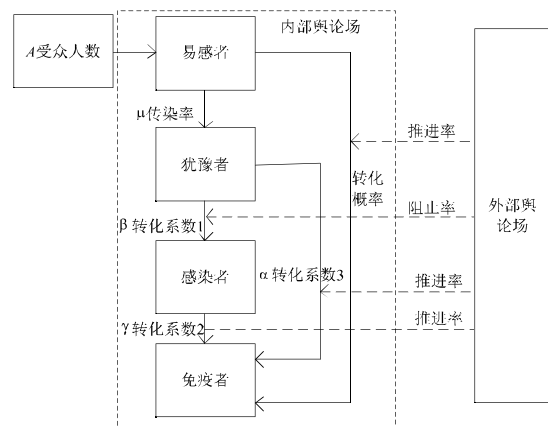 A受众人数
易感者
内部舆论场
μ传染率
推进率
犹豫者
转化
概率
阻止率
外部舆
论场
β转化系数1
感染者
α转化系数3
推进率
γ转化系数2
推进率
免疫者